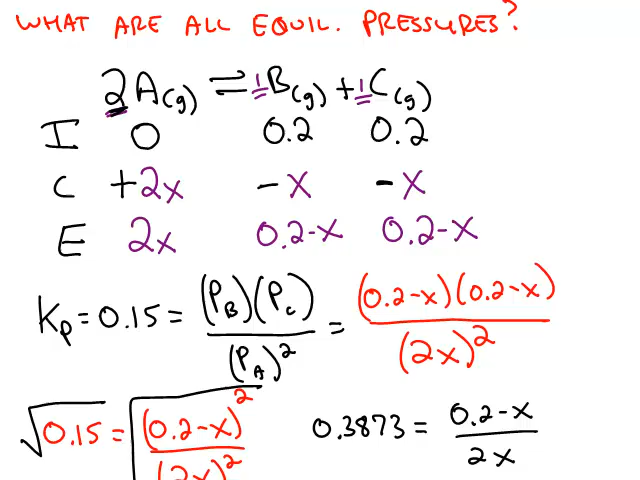 WHAT ARE ALL EQUIL. PRESSURES?
2A(g) ⇌ 1B(g) + 1C(g)
I 0 0.2 0.2
C +2x -x -x
E 2x 0.2-x 0.2-x
Kp = 0.15 = (PB)(PC) / (PA)² = (0.2-x)(0.2-x) / (2x)²
√0.15 = √(0.2-x)² / (2x)² 0.3873 = 0.2-x / 2x